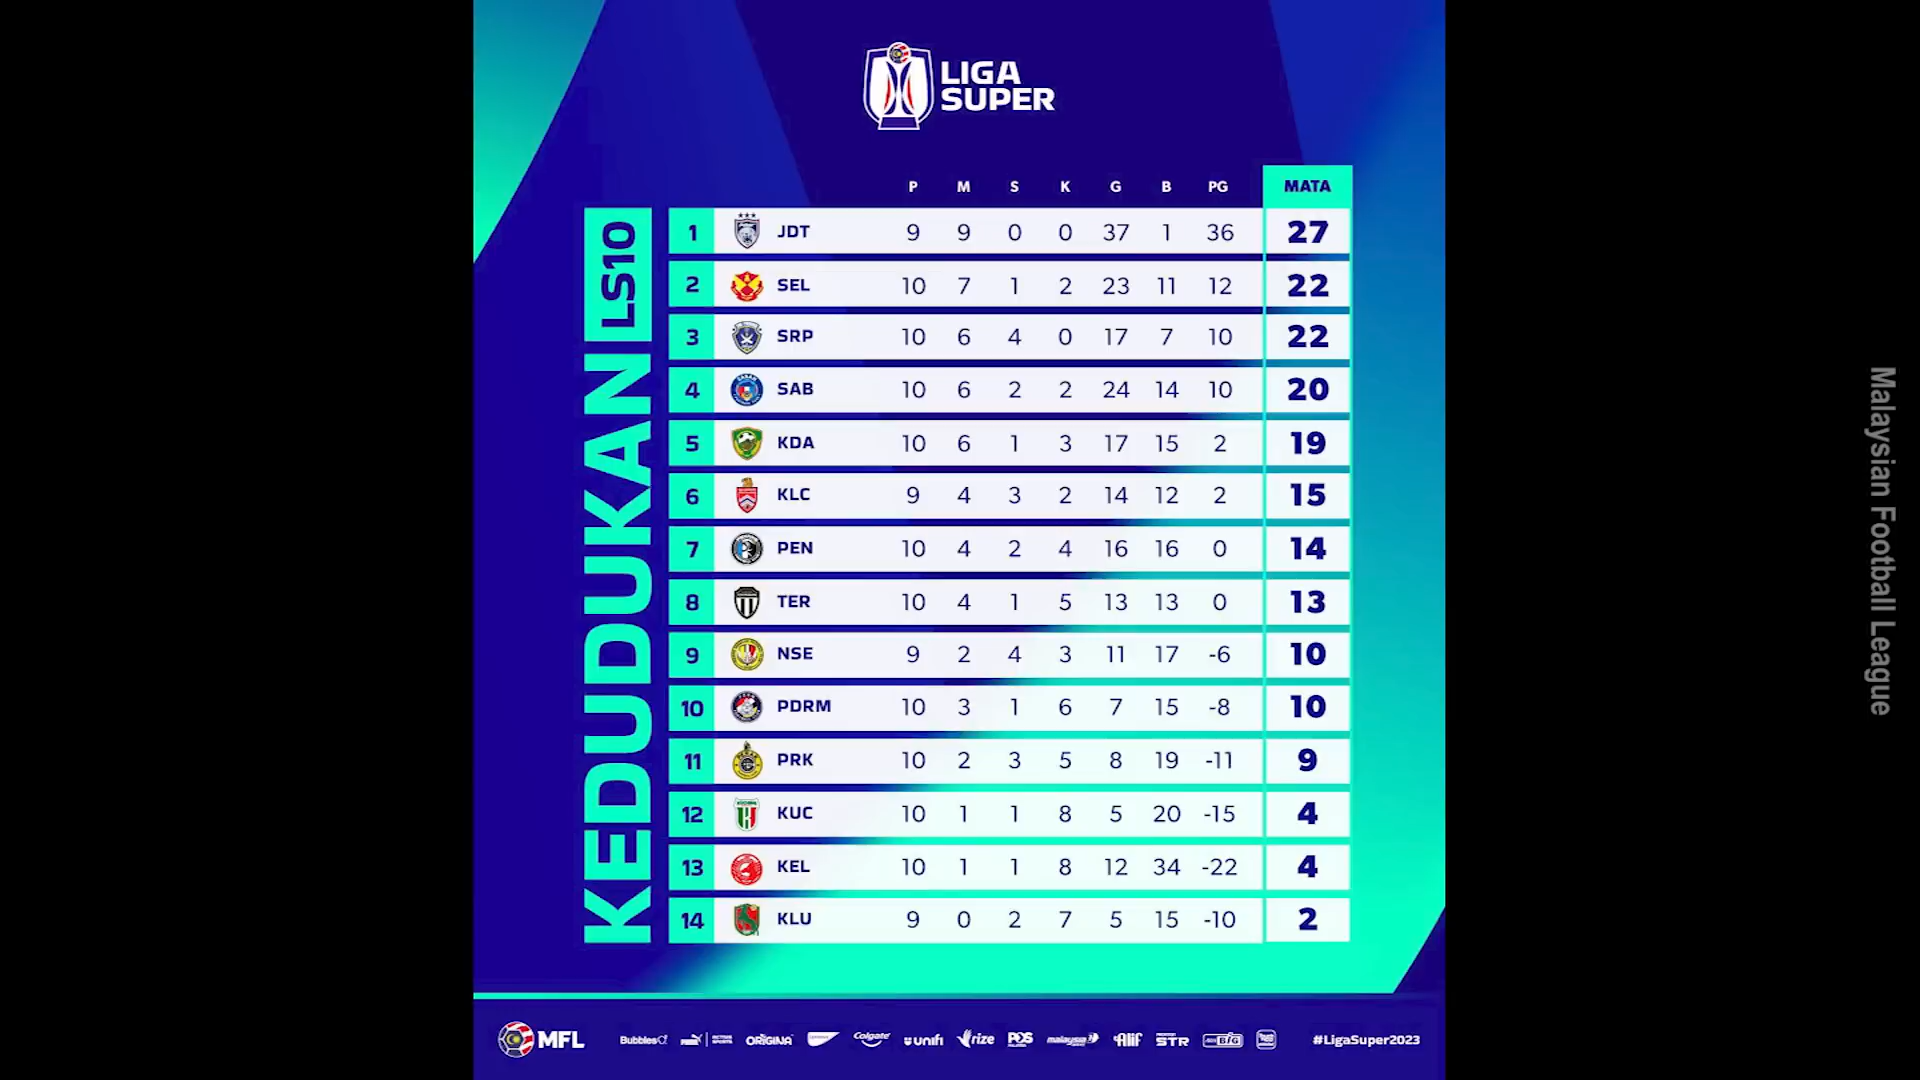 LIGA
SUPER
P M S K G B PG MATA
KEDUDUKAN LS10
1 JDT 9 9 0 0 37 1 36 27
2 SEL 10 7 1 2 23 11 12 22
3 SRP 10 6 4 0 17 7 10 22
4 SAB 10 6 2 2 24 14 10 20
5 KDA 10 6 1 3 17 15 2 19
6 KLC 9 4 3 2 14 12 2 15
7 PEN 10 4 2 4 16 16 0 14
8 TER 10 4 1 5 13 13 0 13
9 NSE 9 2 4 3 11 17 -6 10
10 PDRM 10 3 1 6 7 15 -8 10
11 PRK 10 2 3 5 8 19 -11 9
12 KUC 10 1 1 8 5 20 -15 4
13 KEL 10 1 1 8 12 34 -22 4
14 KLU 9 0 2 7 5 15 -10 2
MFL Bubbles O2 ORIGINA Colgate unifi rize POS malaysia Alif STR BIG #LigaSuper2023
Malaysian Football League